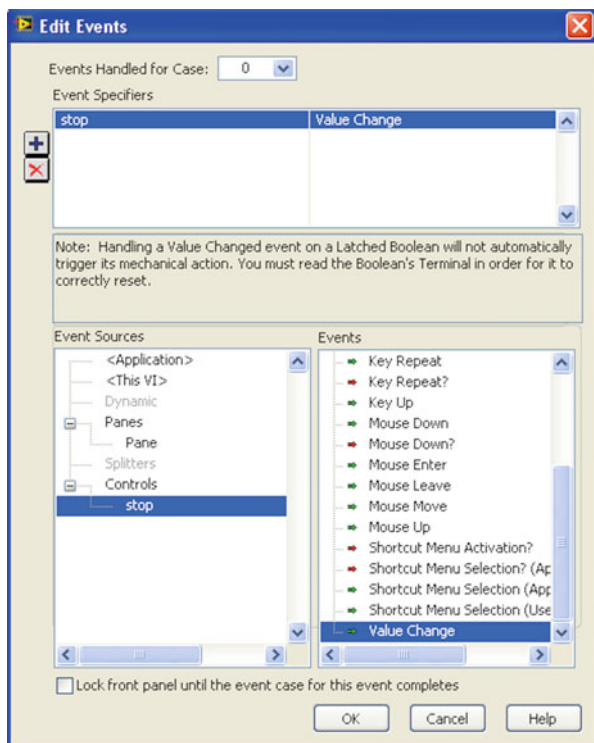 Edit Events
Events Handled for Case: 0
Event Specifiers
stop Value Change
Note: Handling a Value Changed event on a Latched Boolean will not automatically
trigger its mechanical action. You must read the Boolean's Terminal in order for it to
correctly reset.
Event Sources
<Application>
<This VI>
Dynamic
Panes
Pane
Splitters
Controls
stop
Events
Key Repeat
Key Repeat?
Key Up
Mouse Down
Mouse Down?
Mouse Enter
Mouse Leave
Mouse Move
Mouse Up
Shortcut Menu Activation?
Shortcut Menu Selection? (Ap
Shortcut Menu Selection (App
Shortcut Menu Selection (Use
Value Change
Lock front panel until the event case for this event completes
OK Cancel Help